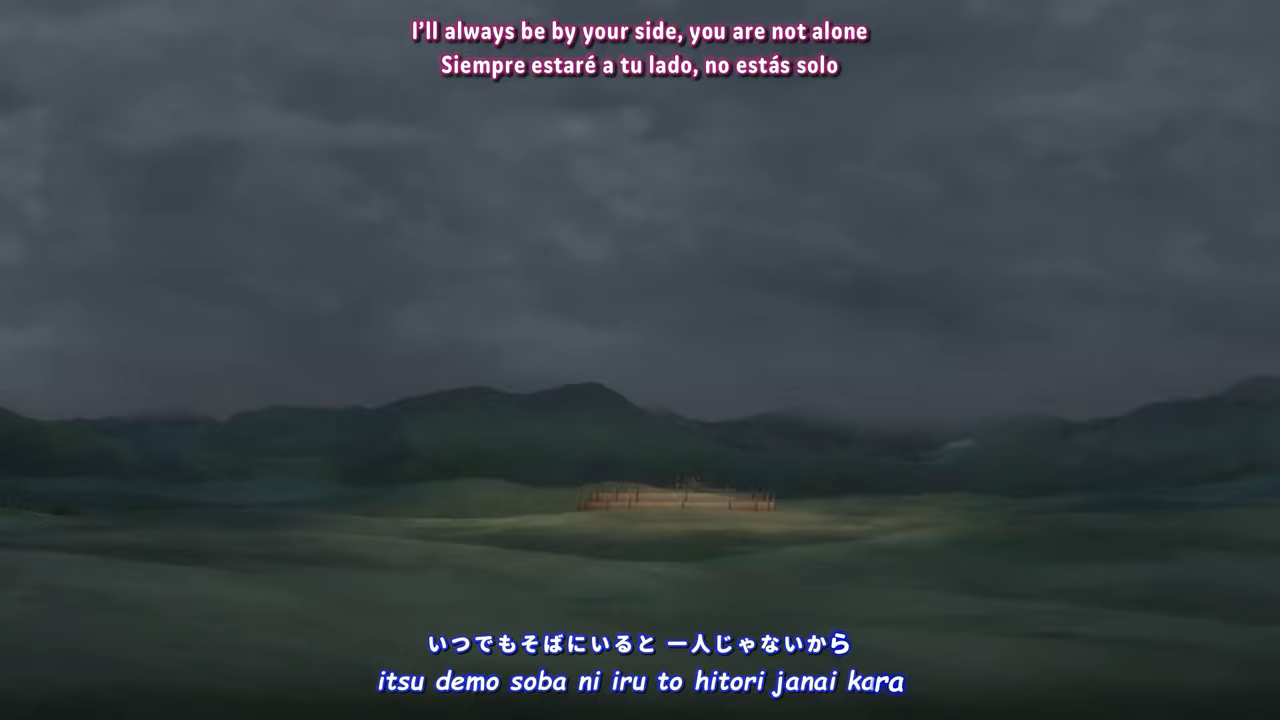 I’ll always be by your side, you are not alone
Siempre estaré a tu lado, no estás solo
いつでもそばにいると 一人じゃないから
itsu demo soba ni iru to hitori janai kara